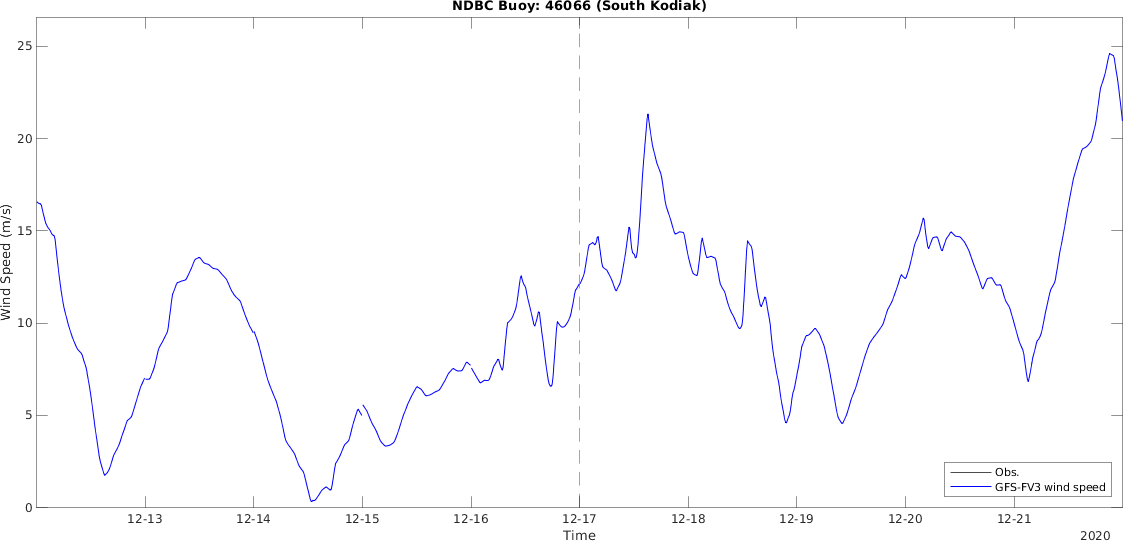 NDBC Buoy: 46066 (South Kodiak)
Wind Speed (m/s)
25
20
15
10
5
0
12-13 12-14 12-15 12-16 12-17 12-18 12-19 12-20 12-21
Time
2020
Obs.
GFS-FV3 wind speed